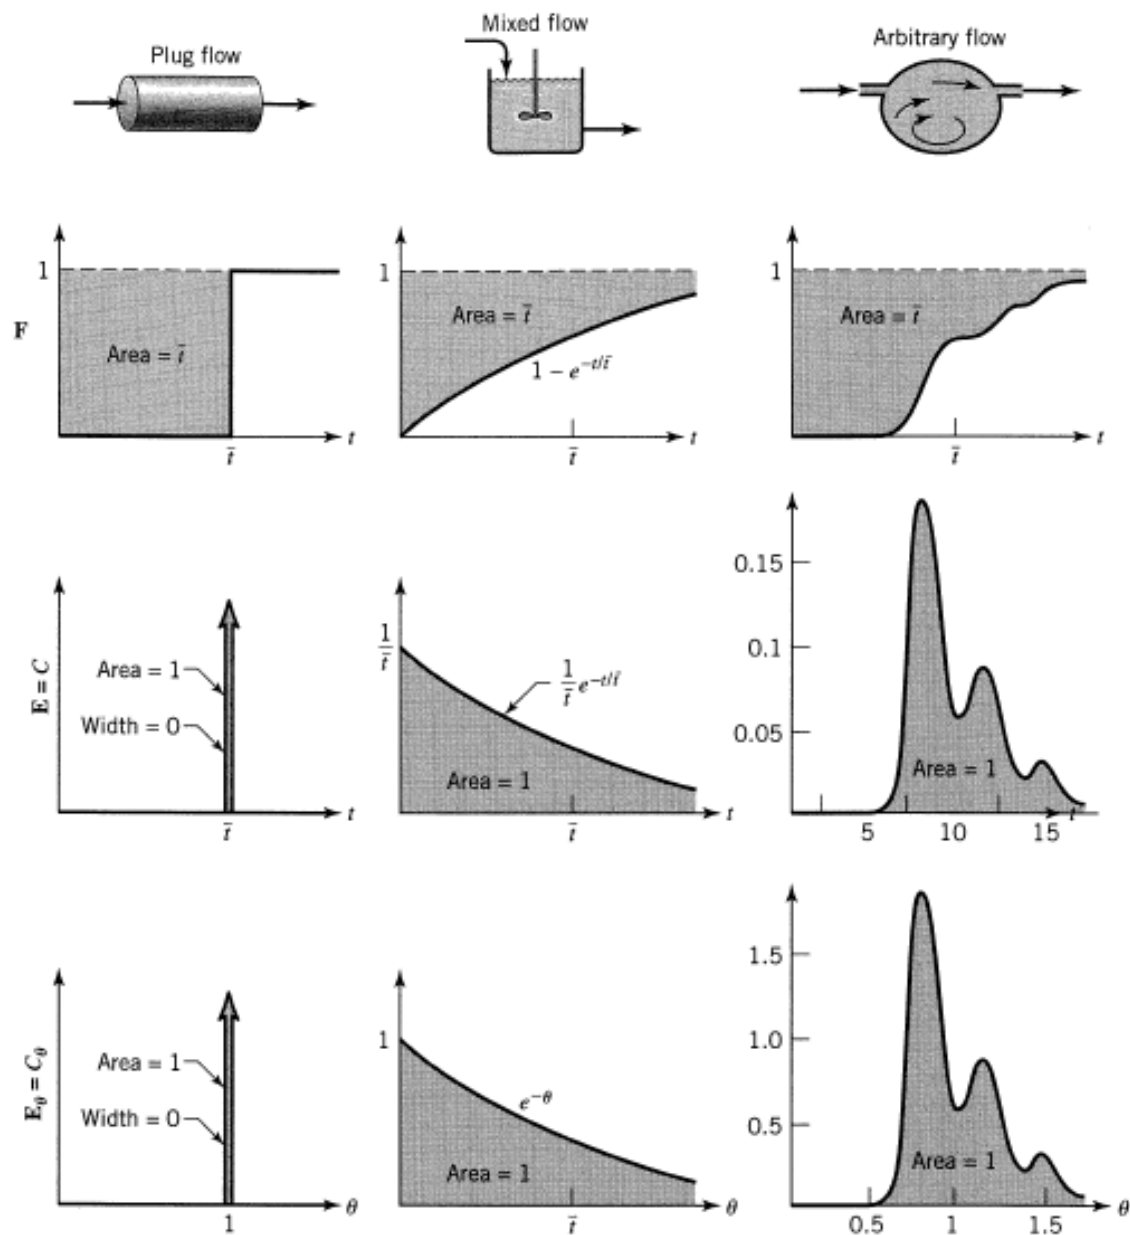 Plug flow
Mixed flow
Arbitrary flow
F
1
Area = t̄
t̄
t
1
Area = t̄
1 − e^{−t/t̄}
t̄
t
1
Area = t̄
t̄
t
E = C
Area = 1
Width = 0
t̄
t
1/t̄
1/t̄ e^{−t/t̄}
Area = 1
t̄
t
0.15
0.1
0.05
Area = 1
5 10 15
t
E_θ = C_θ
Area = 1
Width = 0
1
θ
1
e^{−θ}
Area = 1
t̄
θ
1.5
1.0
0.5
Area = 1
0.5 1 1.5
θ